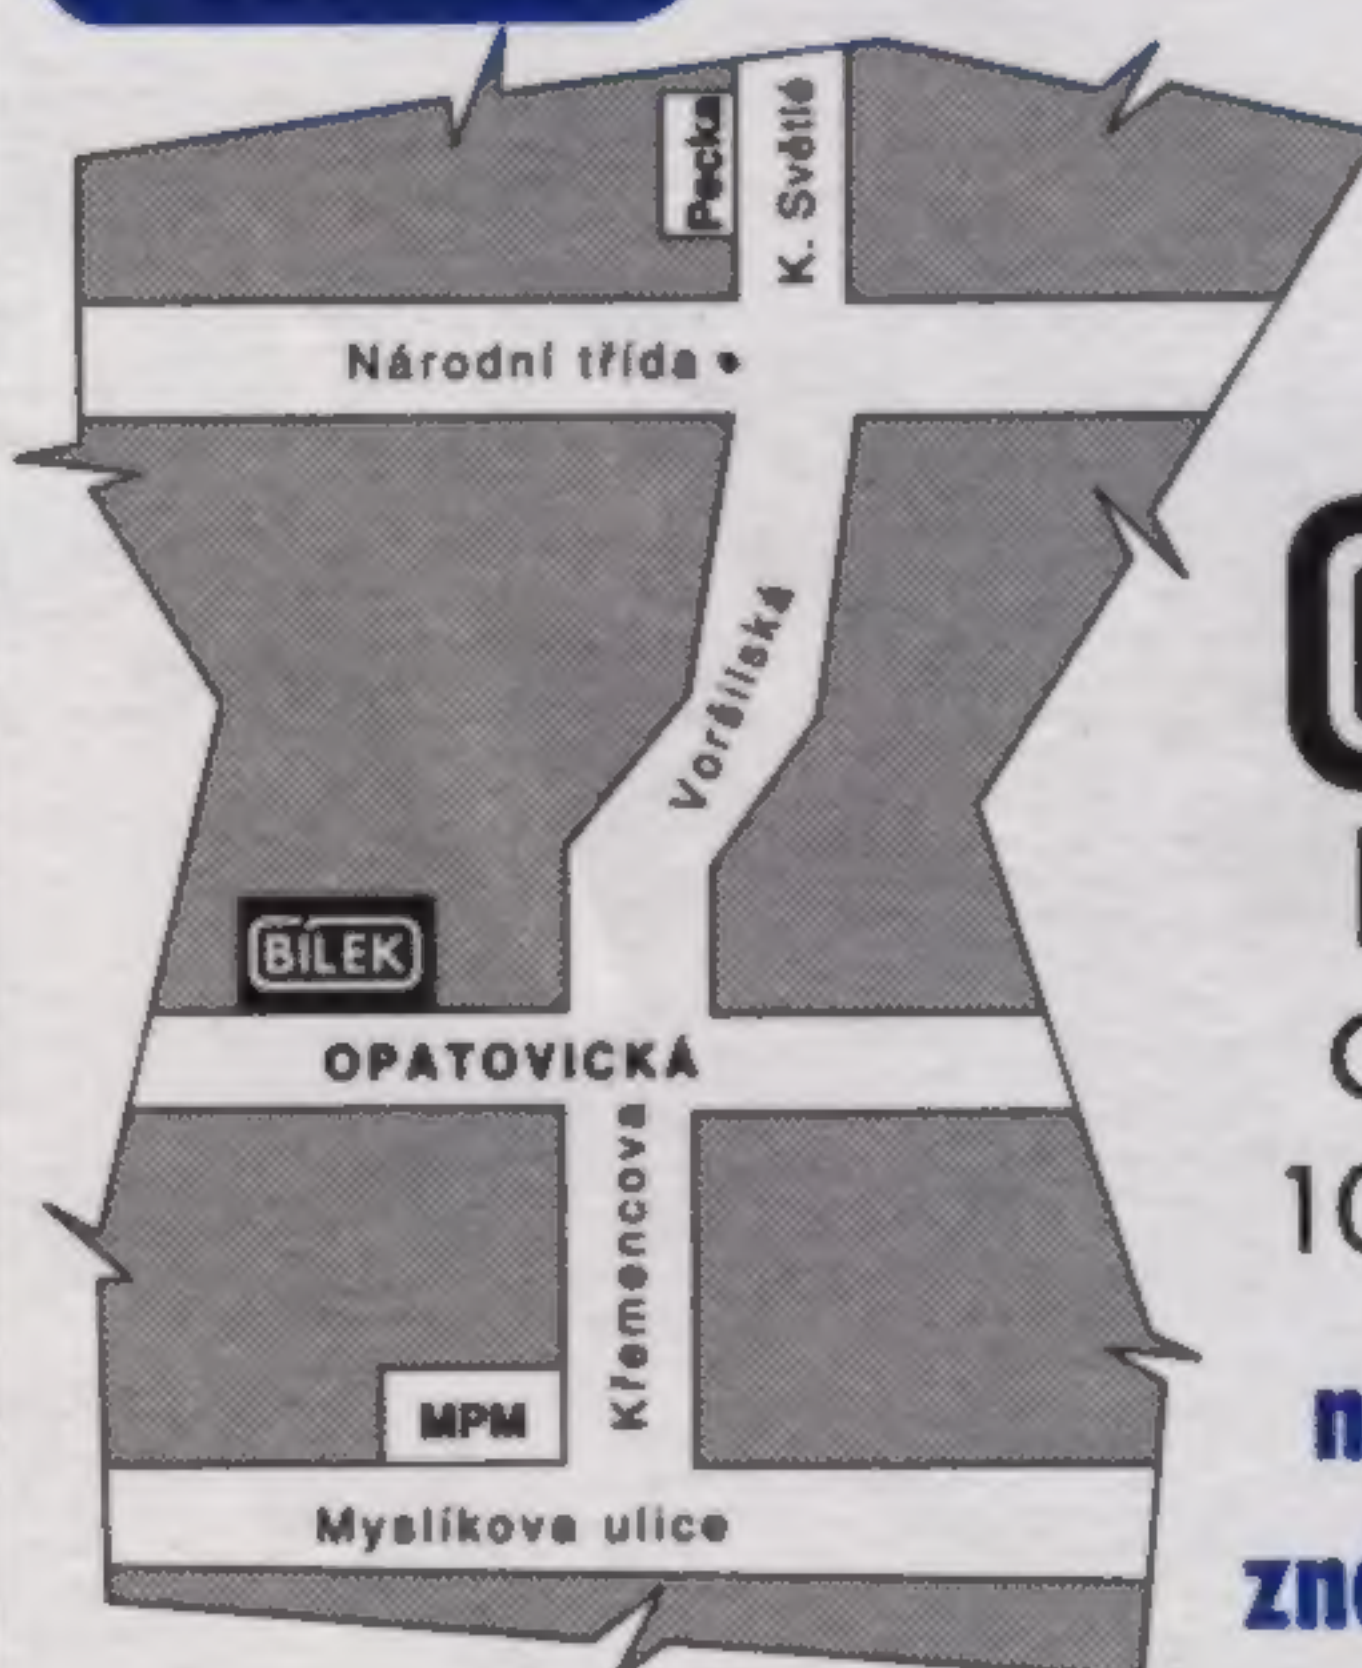 Pecka
K. Světlé
Národní třída
Voršilská
BÍLEK
OPATOVICKÁ
Křemencova
MPM
Myslíkova ulice